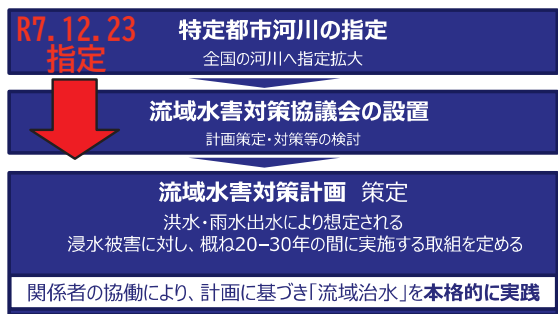 R7.12.23
指定
特定都市河川の指定
全国の河川へ指定拡大
流域水害対策協議会の設置
計画策定・対策等の検討
流域水害対策計画 策定
洪水・雨水出水により想定される
浸水被害に対し、概ね20−30年の間に実施する取組を定める
関係者の協働により、計画に基づき「流域治水」を本格的に実践